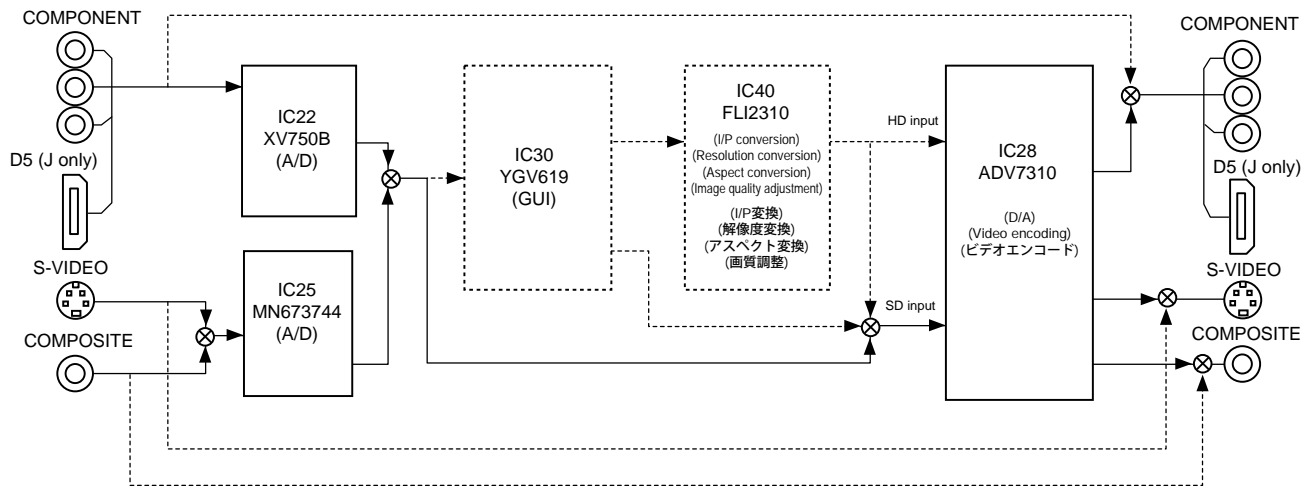 COMPONENT
D5 (J only)
S-VIDEO
COMPOSITE
IC22
XV750B
(A/D)
IC25
MN673744
(A/D)
IC30
YGV619
(GUI)
IC40
FLI2310
(I/P conversion)
(Resolution conversion)
(Aspect conversion)
(Image quality adjustment)
(I/P変換)
(解像度変換)
(アスペクト変換)
(画質調整)
HD input
SD input
IC28
ADV7310
(D/A)
(Video encoding)
(ビデオエンコード)
COMPONENT
D5 (J only)
S-VIDEO
COMPOSITE